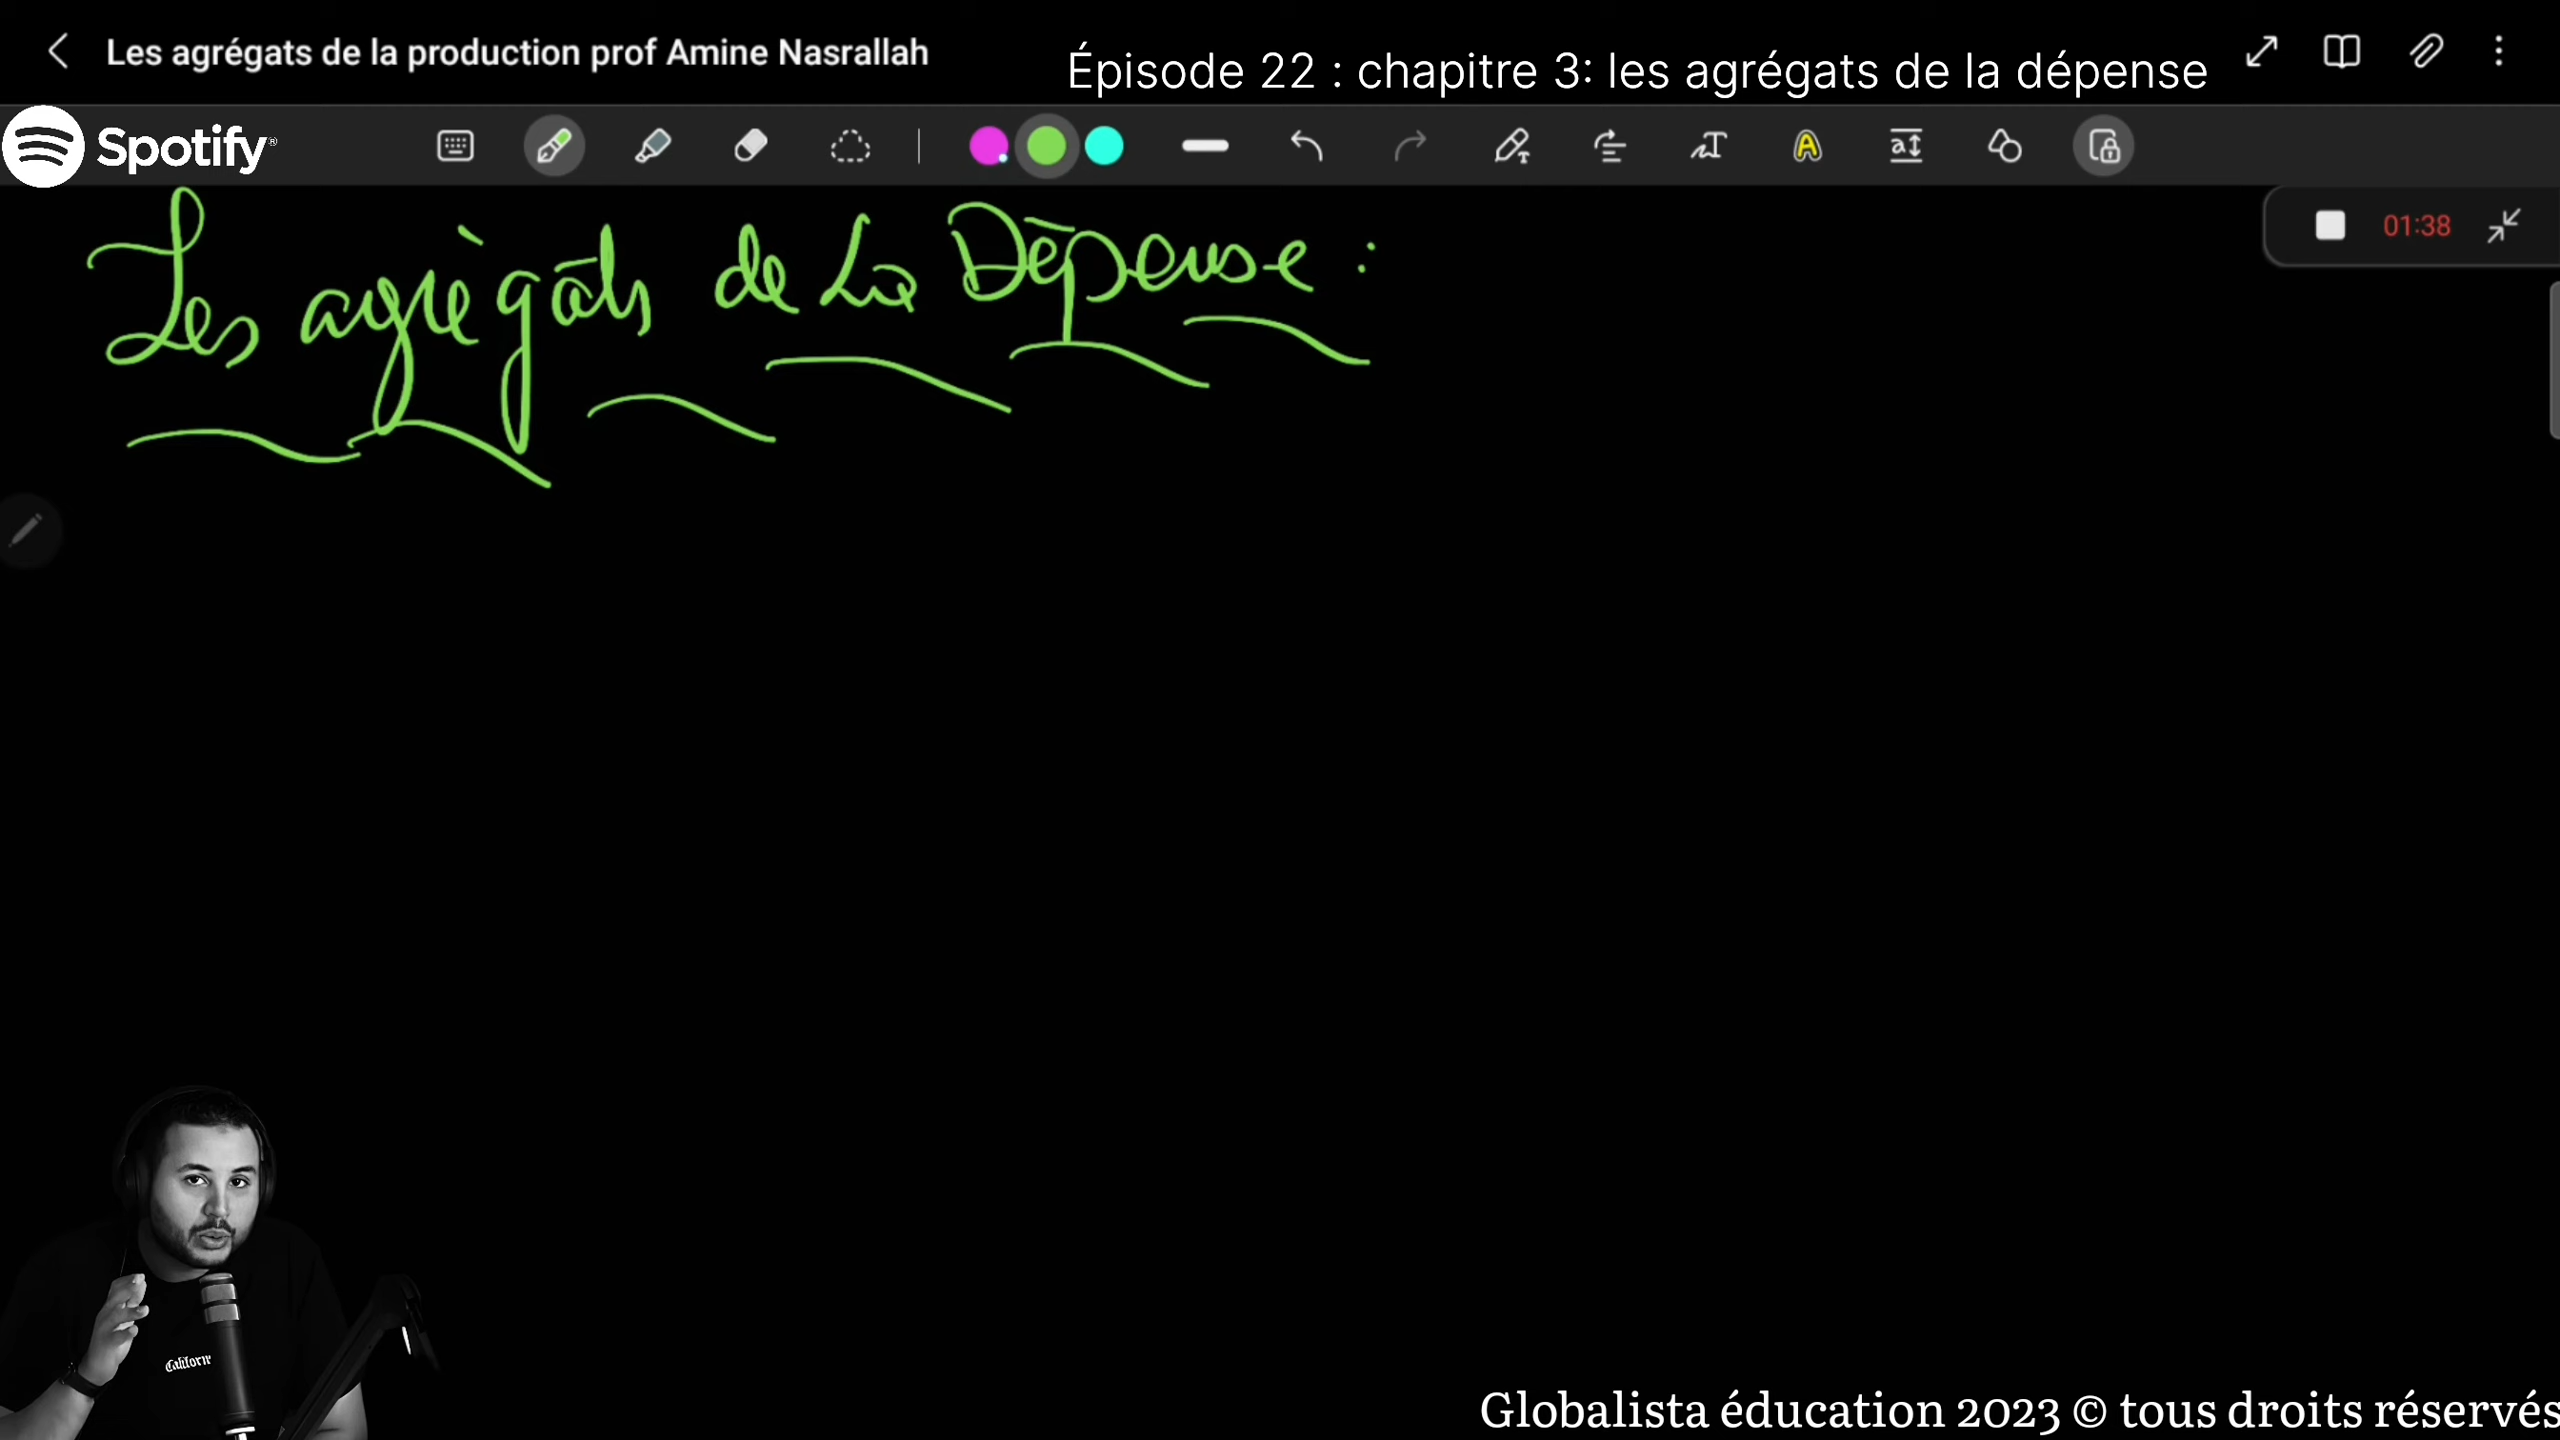 Les agrégats de la production prof Amine Nasrallah
Épisode 22 : chapitre 3: les agrégats de la dépense
Spotify®
01:38
Les agrégats de La Dépense :
Globalista éducation 2023 © tous droits réservés